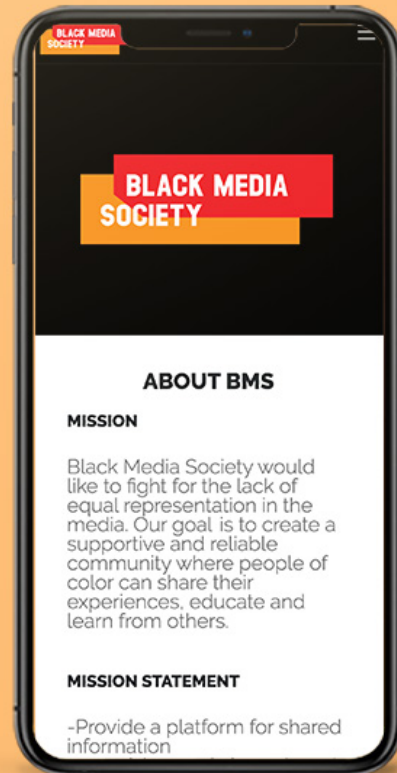 BLACK MEDIA
SOCIETY
BLACK MEDIA
SOCIETY
ABOUT BMS
MISSION
Black Media Society would
like to fight for the lack of
equal representation in the
media. Our goal is to create a
supportive and reliable
community where people of
color can share their
experiences, educate and
learn from others.
MISSION STATEMENT
-Provide a platform for shared
information